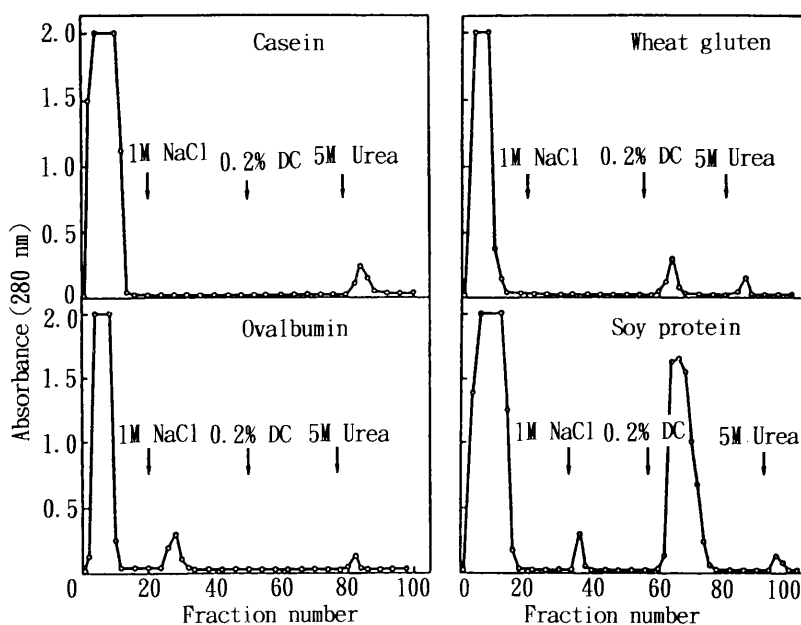 2.0
1.5
1.0
0.5
0
Casein
1M NaCl
0.2% DC
5M Urea
Wheat gluten
1M NaCl
0.2% DC
5M Urea
Absorbance (280 nm)
2.0
1.0
0.5
Ovalbumin
1M NaCl
0.2% DC
5M Urea
0
20
40
60
80
100
Fraction number
Soy protein
1M NaCl
0.2% DC
5M Urea
0
20
40
60
80
100
Fraction number